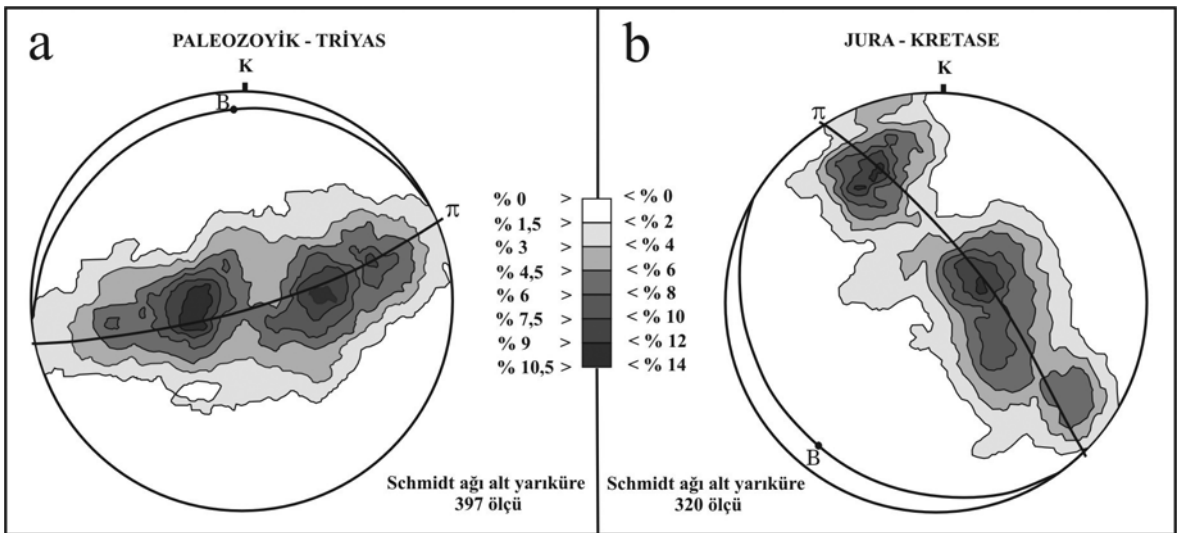 a
PALEOZOYİK - TRİYAS
K
B
π
Schmidt ağı alt yarıküre
397 ölçü
% 0 > < % 0
% 1,5 > < % 2
% 3 > < % 4
% 4,5 > < % 6
% 6 > < % 8
% 7,5 > < % 10
% 9 > < % 12
% 10,5 > < % 14
b
JURA - KRETASE
K
π
B
Schmidt ağı alt yarıküre
320 ölçü